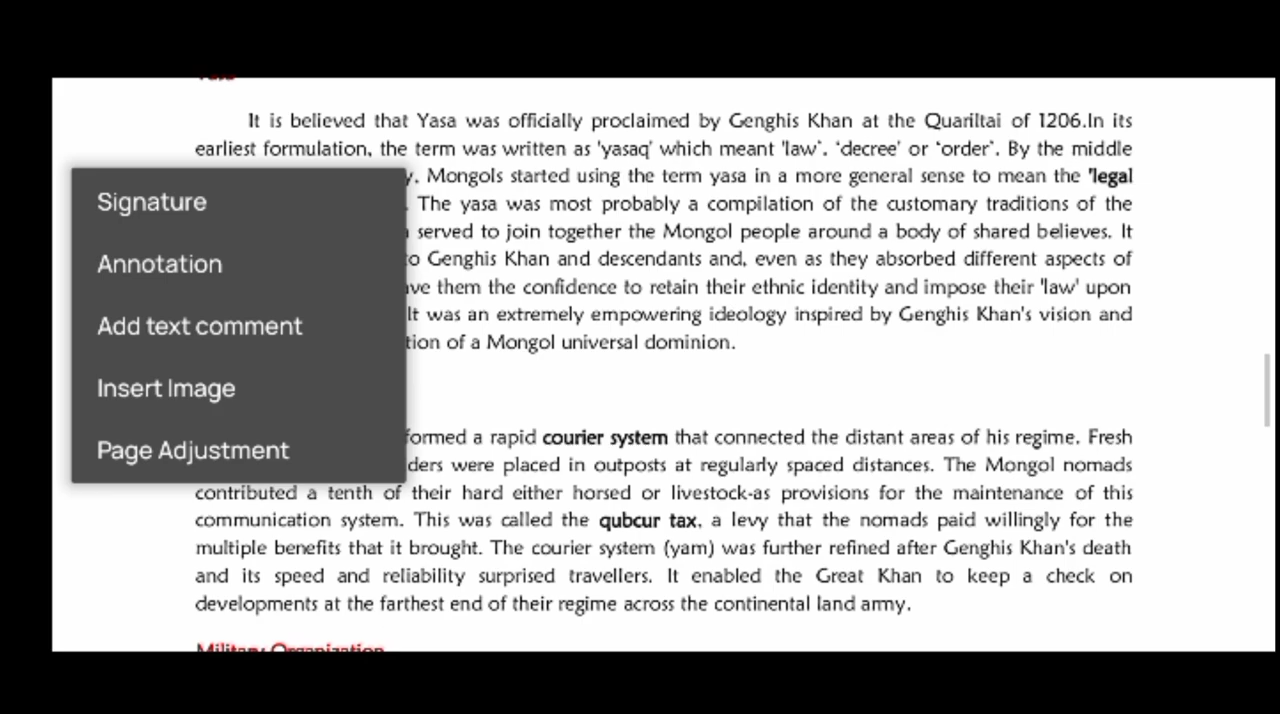 It is believed that Yasa was officially proclaimed by Genghis Khan at the Quariltai of 1206.In its
earliest formulation, the term was written as 'yasaq' which meant 'law'. 'decree' or 'order'. By the middle
Mongols started using the term yasa in a more general sense to mean the 'legal
The yasa was most probably a compilation of the customary traditions of the
served to join together the Mongol people around a body of shared believes. It
Genghis Khan and descendants and, even as they absorbed different aspects of
them the confidence to retain their ethnic identity and impose their 'law' upon
It was an extremely empowering ideology inspired by Genghis Khan's vision and
of a Mongol universal dominion.
Signature
Annotation
Add text comment
Insert Image
Page Adjustment
formed a rapid courier system that connected the distant areas of his regime. Fresh
were placed in outposts at regularly spaced distances. The Mongol nomads
contributed a tenth of their hard either horsed or livestock-as provisions for the maintenance of this
communication system. This was called the qubcur tax, a levy that the nomads paid willingly for the
multiple benefits that it brought. The courier system (yam) was further refined after Genghis Khan's death
and its speed and reliability surprised travellers. It enabled the Great Khan to keep a check on
developments at the farthest end of their regime across the continental land army.
Military Organization